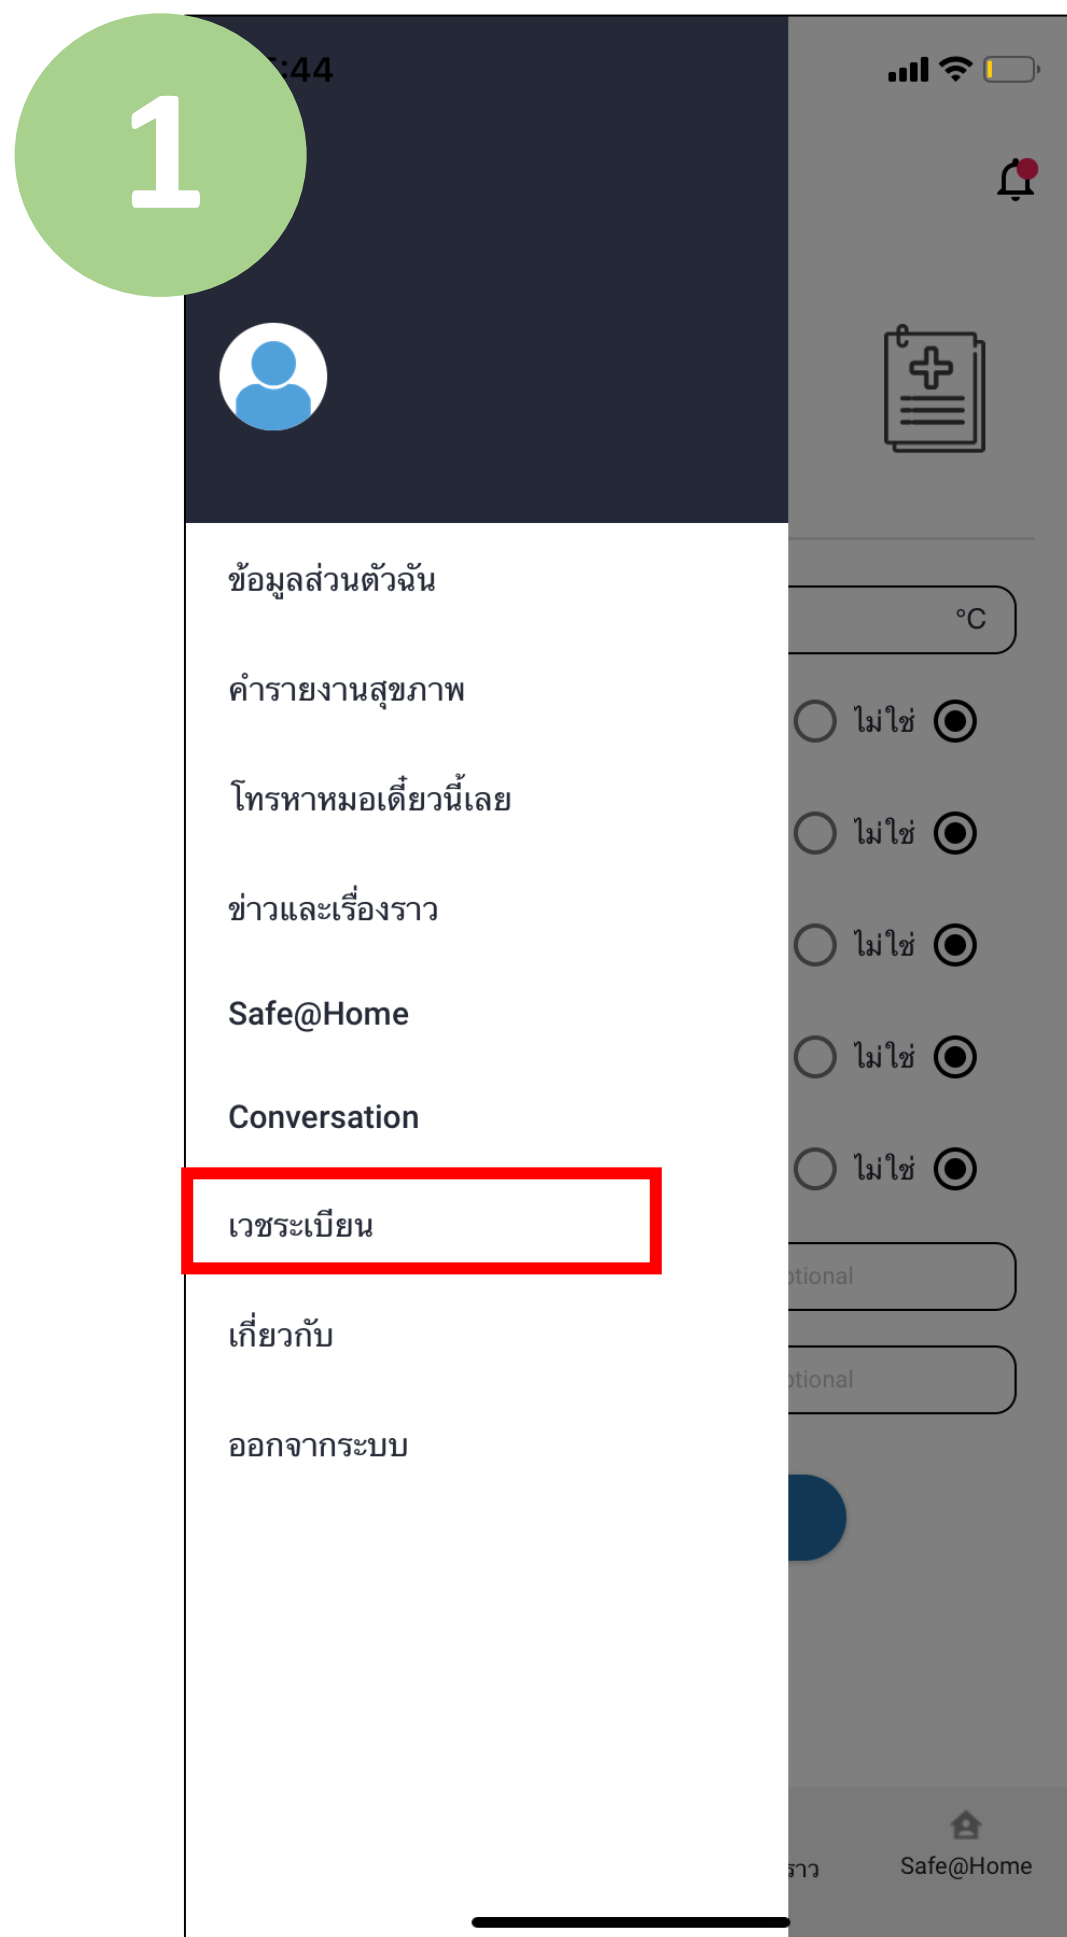 1
:44
ข้อมูลส่วนตัวฉัน
°C
คำรายงานสุขภาพ
ไม่ใช่
โทรหาหมอเดี๋ยวนี้เลย
ไม่ใช่
ข่าวและเรื่องราว
ไม่ใช่
Safe@Home
ไม่ใช่
Conversation
ไม่ใช่
เวชระเบียน
ptional
เกี่ยวกับ
ptional
ออกจากระบบ
ราว
Safe@Home